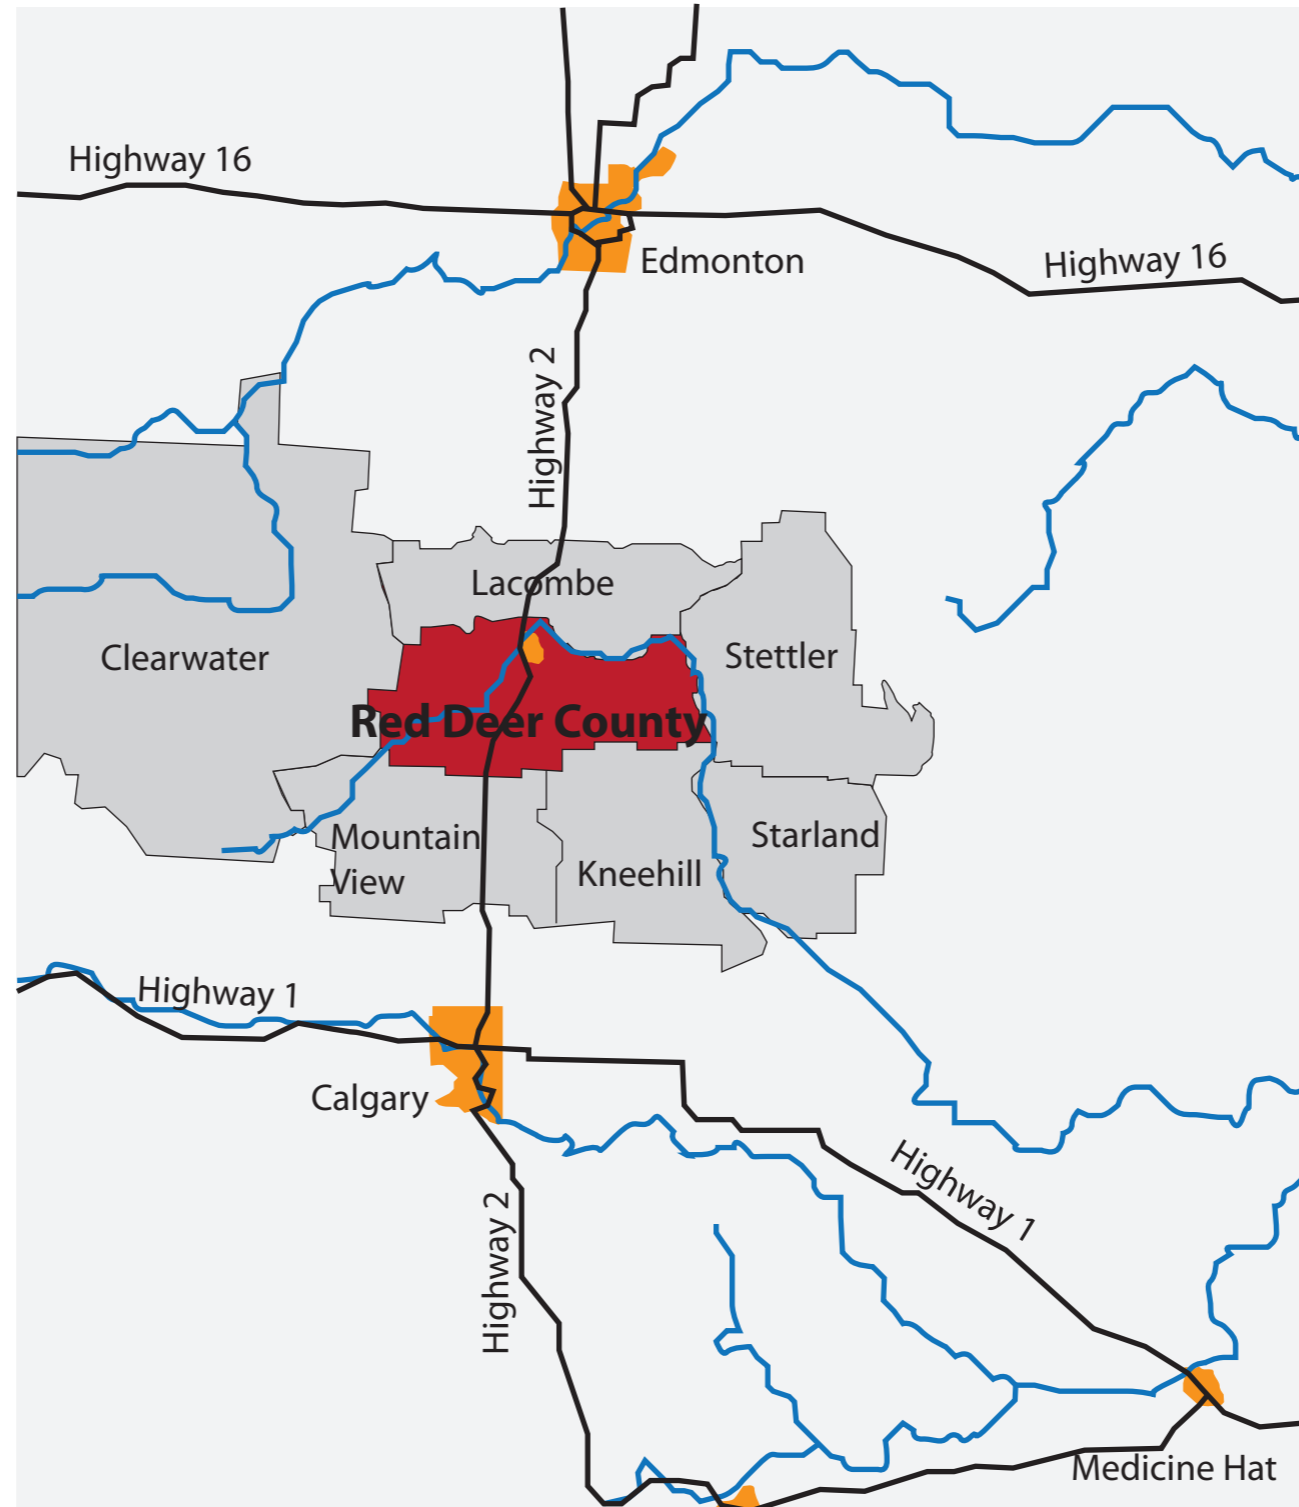 Highway 16
Edmonton
Highway 16
Highway 2
Lacombe
Clearwater
Stettler
Red Deer County
Mountain
View
Kneehill
Starland
Highway 1
Calgary
Highway 1
Highway 2
Medicine Hat